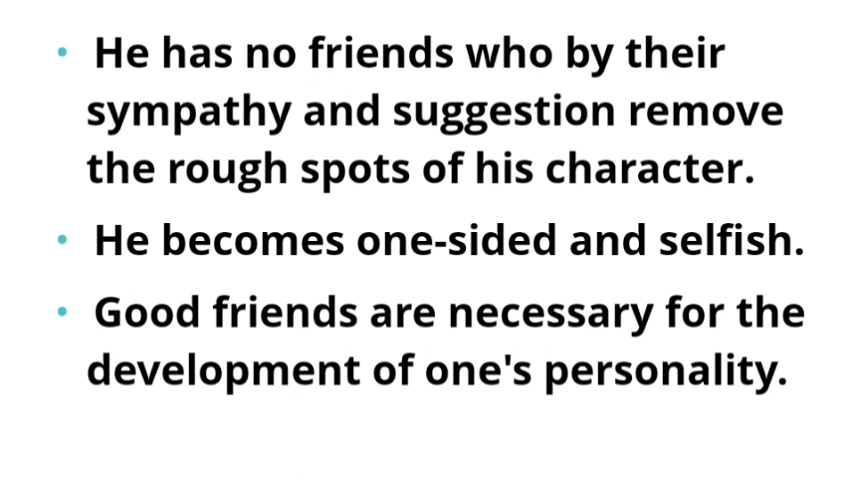 • He has no friends who by their
sympathy and suggestion remove
the rough spots of his character.
• He becomes one-sided and selfish.
• Good friends are necessary for the
development of one's personality.